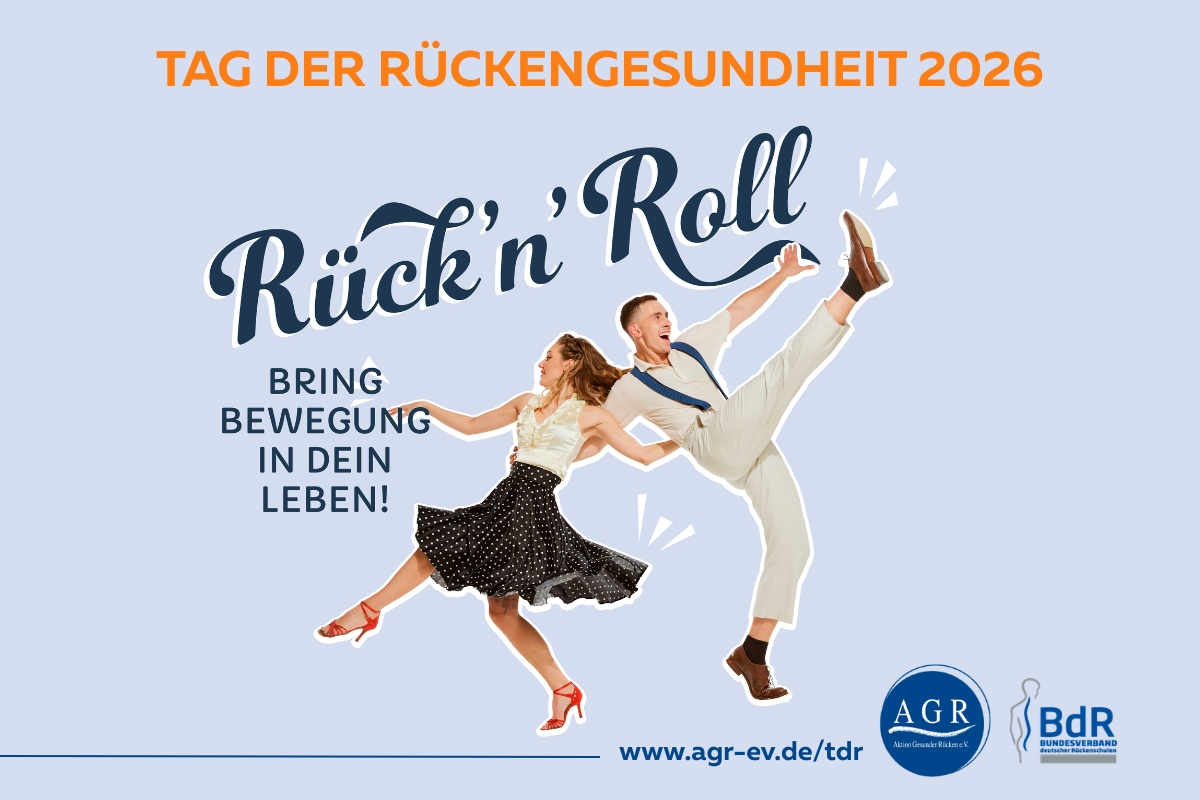 TAG DER RÜCKENGESUNDHEIT 2026
Rück'n'Roll
BRING
BEWEGUNG
IN DEIN
LEBEN!
www.agr-ev.de/tdr
AGR
Aktion Gesunder Rücken e.V.
BdR
BUNDESVERBAND
deutscher Rückenschulen